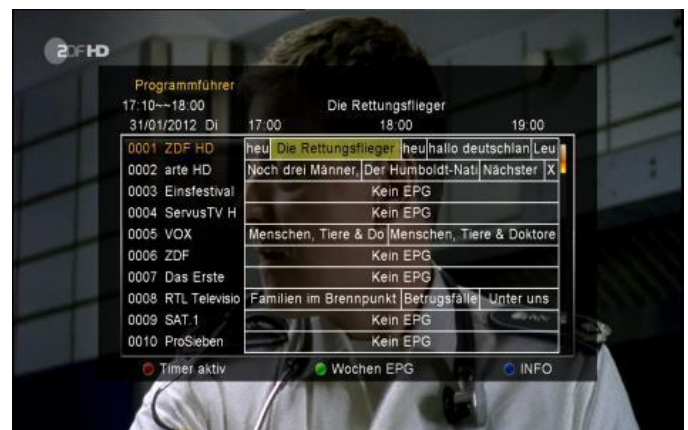 ZDF HD
Programmführer
17:10~~18:00 Die Rettungsflieger
31/01/2012 Di 17:00 18:00 19:00
0001 ZDF HD heu Die Rettungsflieger heu hallo deutschlan Leu
0002 arte HD Noch drei Männer, Der Humboldt-Nati Nächster X
0003 Einsfestival Kein EPG
0004 ServusTV H Kein EPG
0005 VOX Menschen, Tiere & Do Menschen, Tiere & Doktore
0006 ZDF Kein EPG
0007 Das Erste Kein EPG
0008 RTL Televisio Familien im Brennpunkt Betrugsfälle Unter uns
0009 SAT.1 Kein EPG
0010 ProSieben Kein EPG
Timer aktiv Wochen EPG INFO